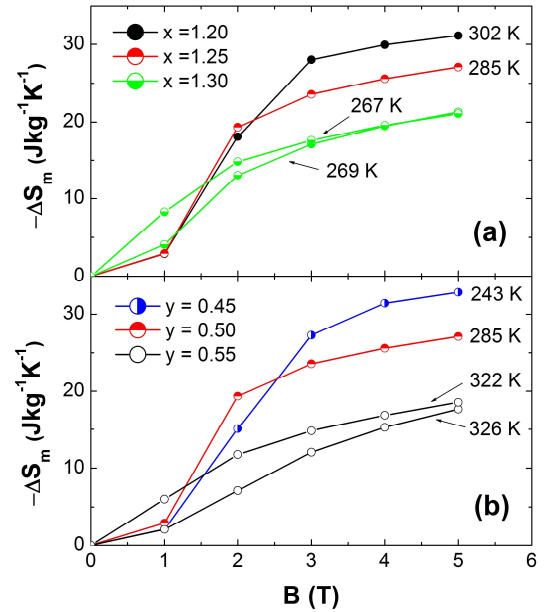 (a)
x =1.20
x =1.25
x =1.30
302 K
285 K
267 K
269 K
30
20
10
0
−ΔSₘ (Jkg⁻¹K⁻¹)
(b)
y = 0.45
y = 0.50
y = 0.55
243 K
285 K
322 K
326 K
30
20
10
0
−ΔSₘ (Jkg⁻¹K⁻¹)
0 1 2 3 4 5 6
B (T)